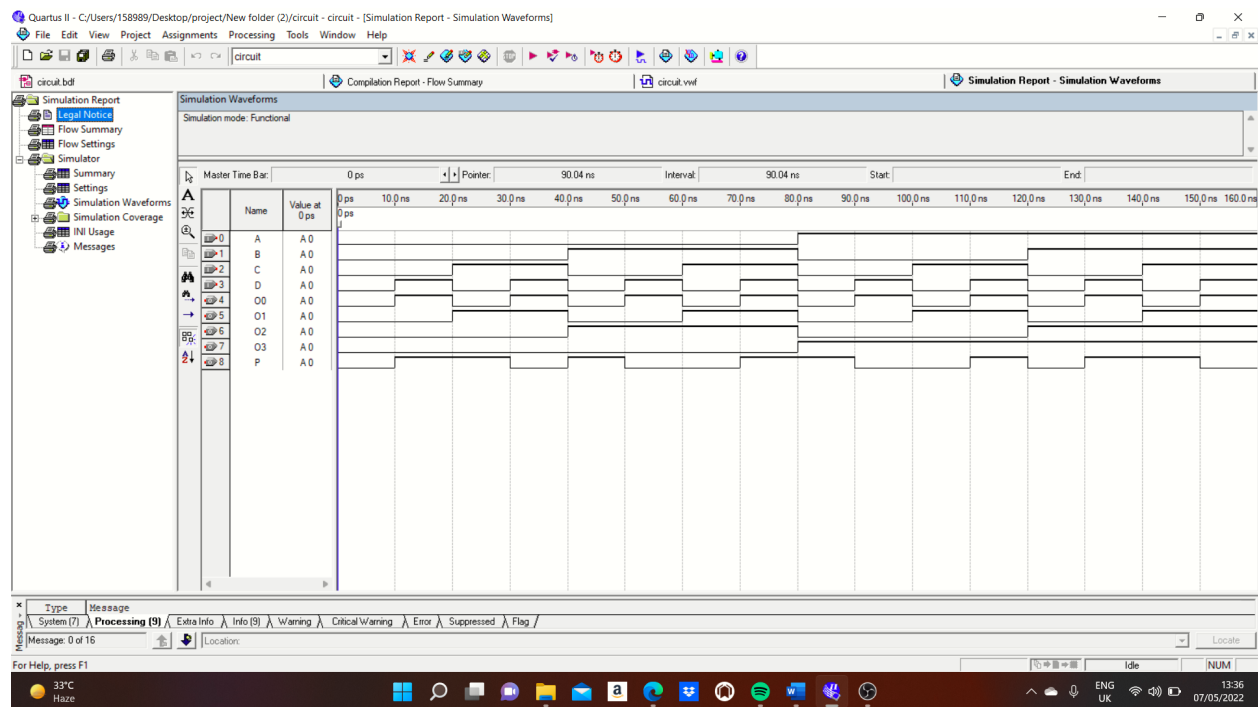 Quartus II - C:/Users/158989/Desktop/project/New folder (2)/circuit - circuit - [Simulation Report - Simulation Waveforms]
File Edit View Project Assignments Processing Tools Window Help
circuit
circuit.bdf
Compilation Report - Flow Summary
circuit.vwf
Simulation Report - Simulation Waveforms
Simulation Report
Legal Notice
Flow Summary
Flow Settings
Simulator
Summary
Settings
Simulation Waveforms
Simulation Coverage
INI Usage
Messages
Simulation Waveforms
Simulation mode: Functional
Master Time Bar: 0 ps Pointer: 90.04 ns Interval: 90.04 ns Start: End:
Name Value at 0 ps
0 ps 10.0 ns 20.0 ns 30.0 ns 40.0 ns 50.0 ns 60.0 ns 70.0 ns 80.0 ns 90.0 ns 100.0 ns 110.0 ns 120.0 ns 130.0 ns 140.0 ns 150.0 ns 160.0 ns
0 ps
0 A A 0
1 B A 0
2 C A 0
3 D A 0
4 O0 A 0
5 O1 A 0
6 O2 A 0
7 O3 A 0
8 P A 0
Type Message
System (7) Processing (9) Extra Info Info (9) Warning Critical Warning Error Suppressed Flag
Message: 0 of 16 Location: Locate
For Help, press F1 Idle NUM
33°C
Haze
ENG
UK
13:36
07/05/2022